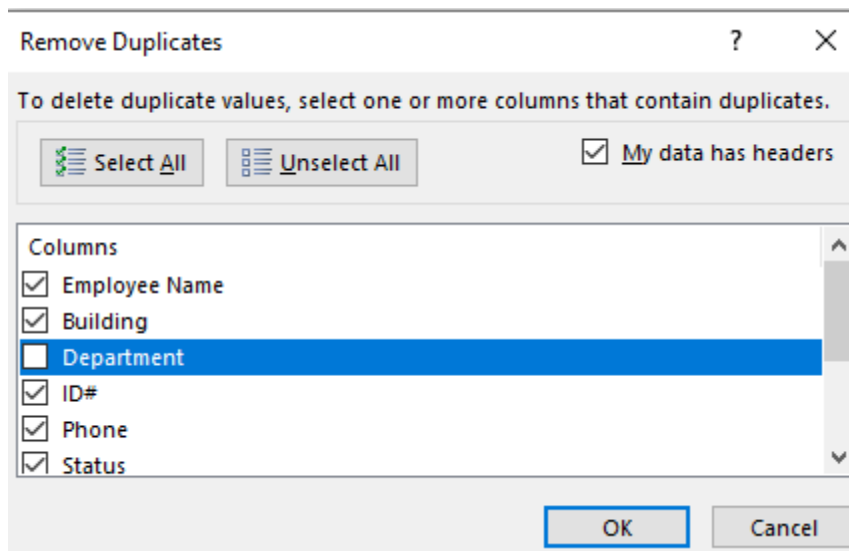 Remove Duplicates ?
To delete duplicate values, select one or more columns that contain duplicates.
Select All Unselect All My data has headers
Columns
Employee Name
Building
Department
ID#
Phone
Status
OK Cancel